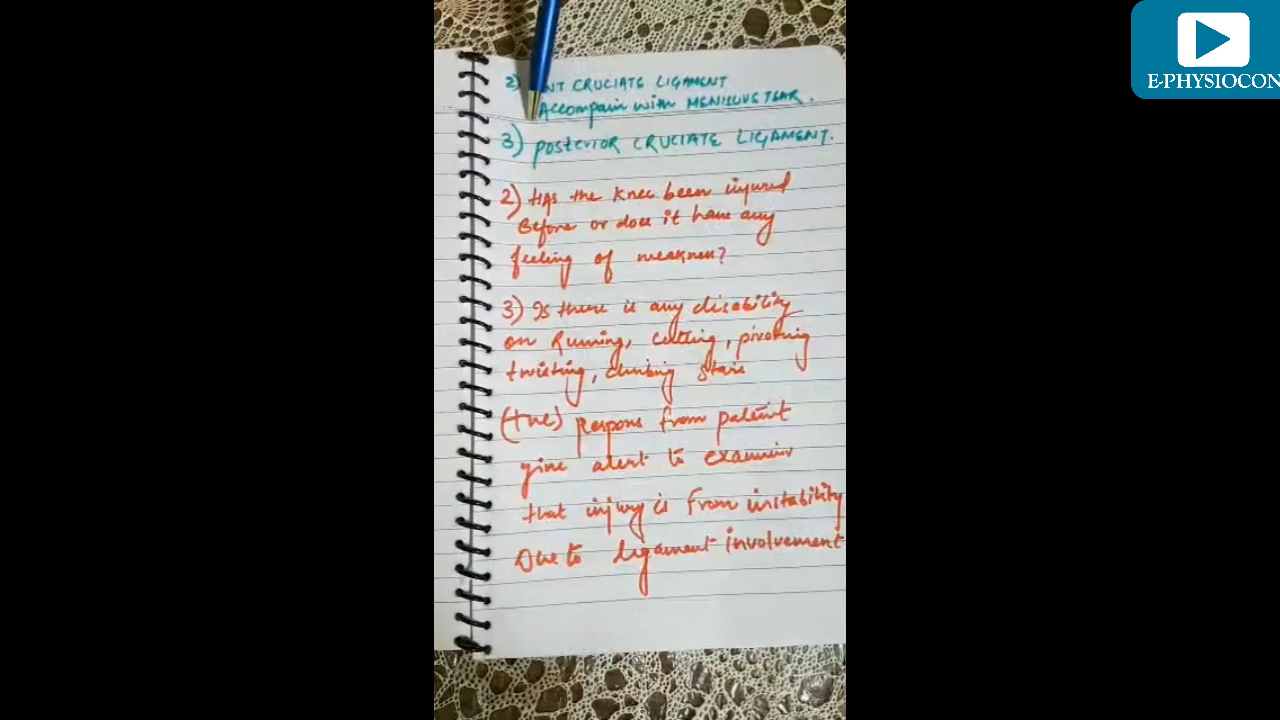 E-PHYSIOCON
2) ANT CRUCIATE LIGAMENT
Accompain with MENISCUS TEAR.
3) Posterior CRUCIATE LIGAMENT.
2) HAs the knee been injured
Before or does it have any
feeling of weakness?
3) Is there is any disability
on Running, cutting, pivoting
twisting, climbing stairs
(+ve) respons from patient
give alert to examiner
that injury is from instability
Due to ligament involvement